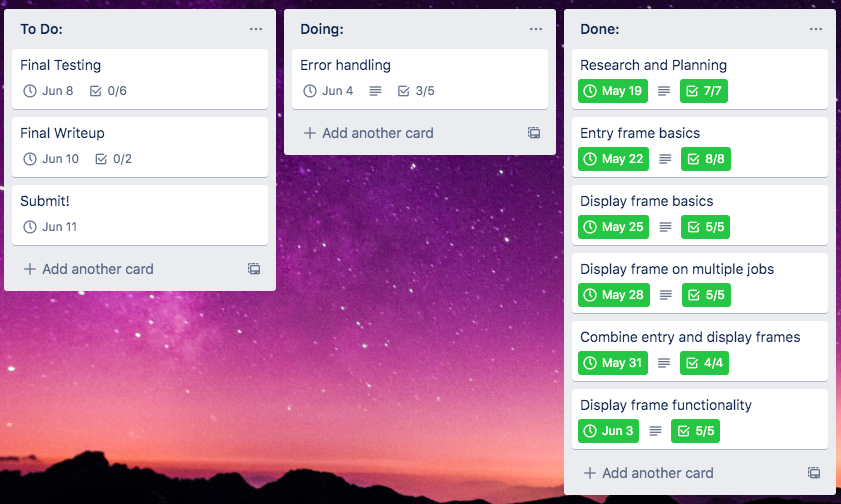 To Do:
Final Testing
Jun 8 0/6
Final Writeup
Jun 10 0/2
Submit!
Jun 11
+ Add another card
Doing:
Error handling
Jun 4 3/5
+ Add another card
Done:
Research and Planning
May 19 7/7
Entry frame basics
May 22 8/8
Display frame basics
May 25 5/5
Display frame on multiple jobs
May 28 5/5
Combine entry and display frames
May 31 4/4
Display frame functionality
Jun 3 5/5
+ Add another card